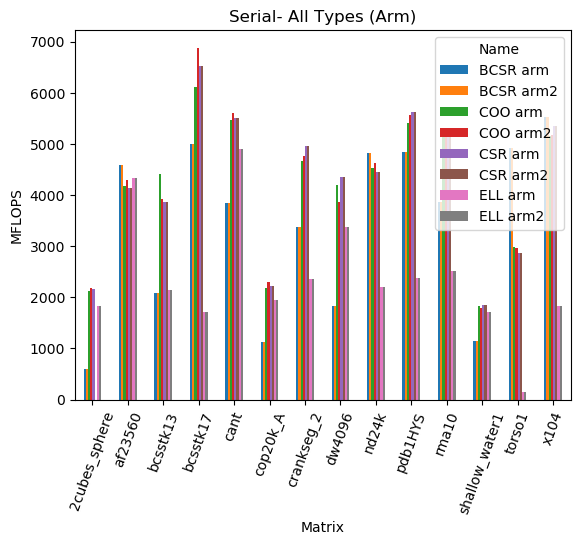 Serial- All Types (Arm)
7000
6000
5000
4000
3000
2000
1000
0
MFLOPS
Name
BCSR arm
BCSR arm2
COO arm
COO arm2
CSR arm
CSR arm2
ELL arm
ELL arm2
2cubes_sphere
af23560
bcsstk13
bcsstk17
cant
cop20k_A
crankseg_2
dw4096
nd24k
pdb1HYS
rma10
shallow_water1
torso1
x104
Matrix